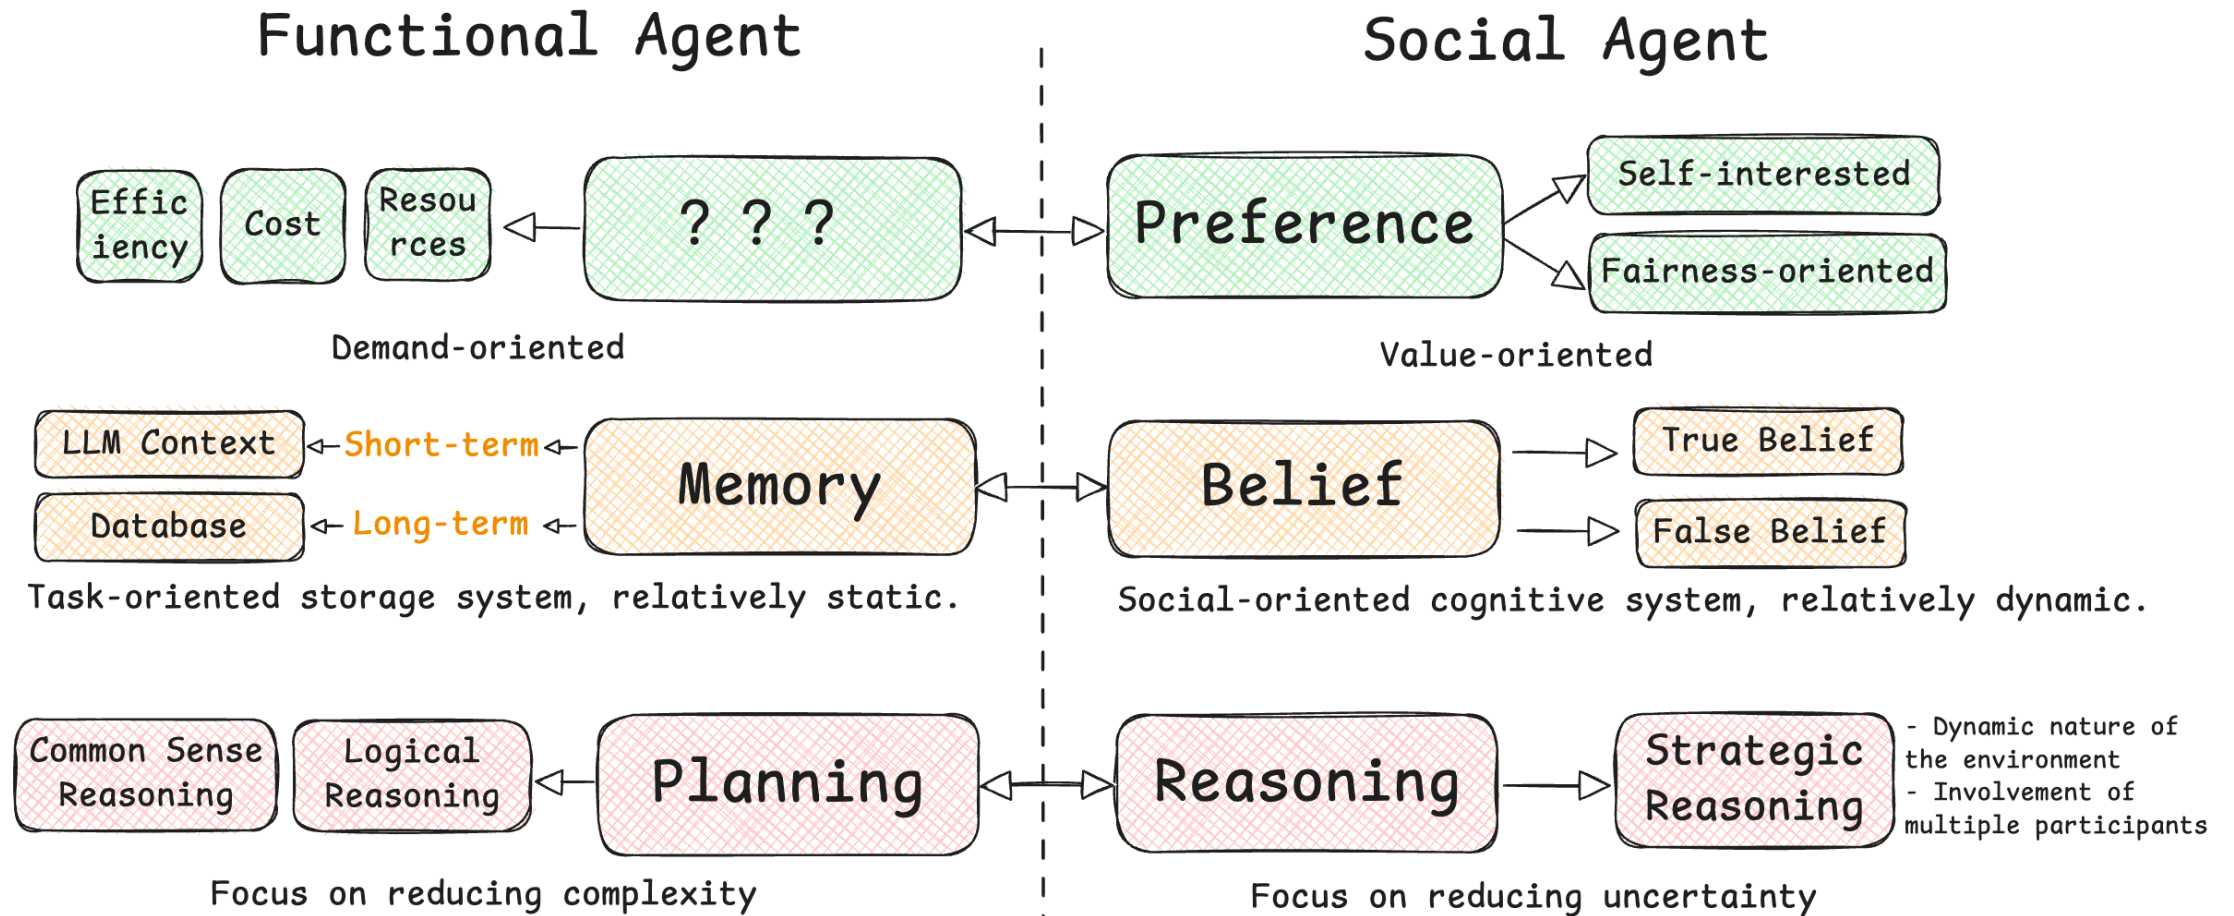 Functional Agent
Social Agent
Effic
iency
Cost
Resou
rces
? ? ?
Preference
Self-interested
Fairness-oriented
Demand-oriented
Value-oriented
LLM Context
Short-term
Database
Long-term
Memory
Belief
True Belief
False Belief
Task-oriented storage system, relatively static.
Social-oriented cognitive system, relatively dynamic.
Common Sense
Reasoning
Logical
Reasoning
Planning
Reasoning
Strategic
Reasoning
- Dynamic nature of
the environment
- Involvement of
multiple participants
Focus on reducing complexity
Focus on reducing uncertainty